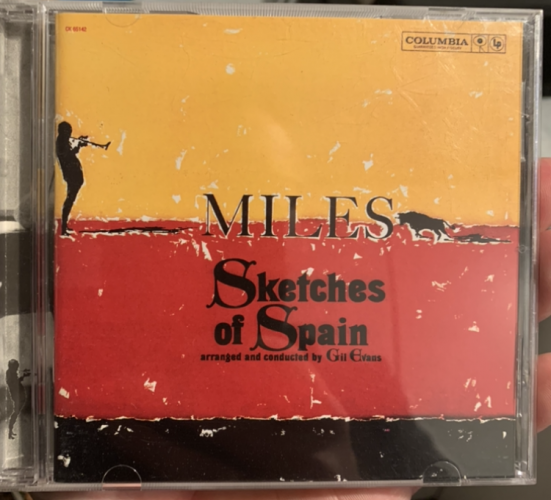 COLUMBIA
MILES
Sketches
of Spain
arranged and conducted by Gil Evans